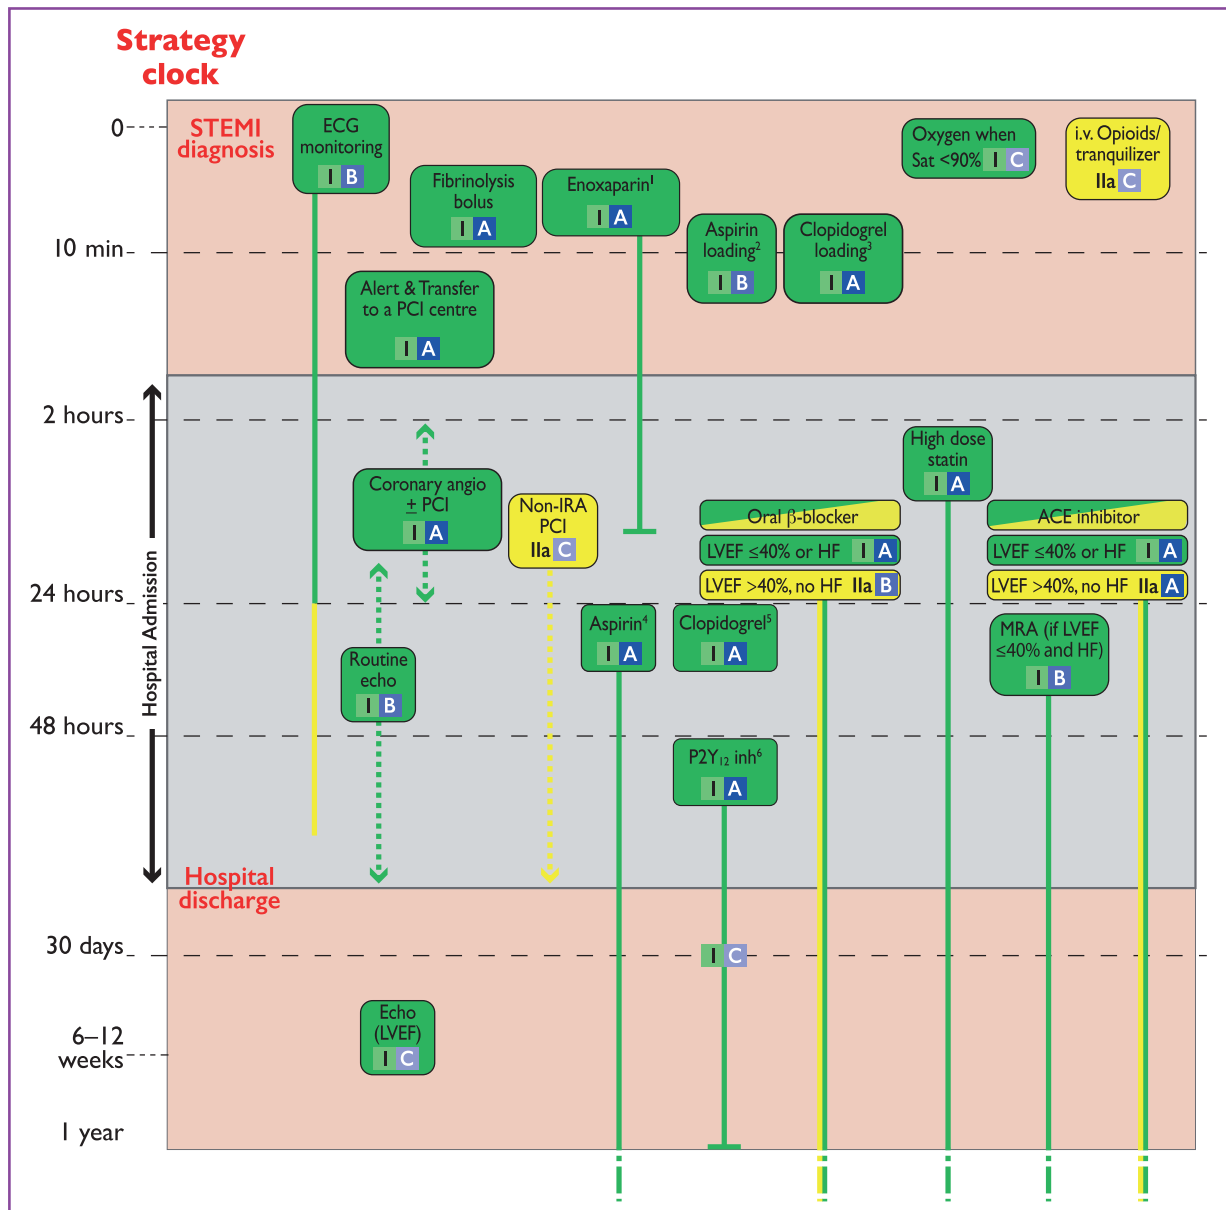 Strategy
clock
0
STEMI
diagnosis
ECG
monitoring
I B
Fibrinolysis
bolus
I A
Enoxaparin¹
I A
Oxygen when
Sat <90% I C
i.v. Opioids/
tranquilizer
IIa C
10 min
Aspirin
loading²
I B
Clopidogrel
loading³
I A
Alert & Transfer
to a PCI centre
I A
Hospital Admission
2 hours
High dose
statin
I A
Coronary angio
± PCI
I A
Non-IRA
PCI
IIa C
Oral β-blocker
LVEF ≤40% or HF I A
LVEF >40%, no HF IIa B
ACE inhibitor
LVEF ≤40% or HF I A
LVEF >40%, no HF IIa A
24 hours
Routine
echo
I B
Aspirin⁴
I A
Clopidogrel⁵
I A
MRA (if LVEF
≤40% and HF)
I B
48 hours
P2Y₁₂ inh⁶
I A
Hospital
discharge
30 days
I C
6–12
weeks
Echo
(LVEF)
I C
1 year